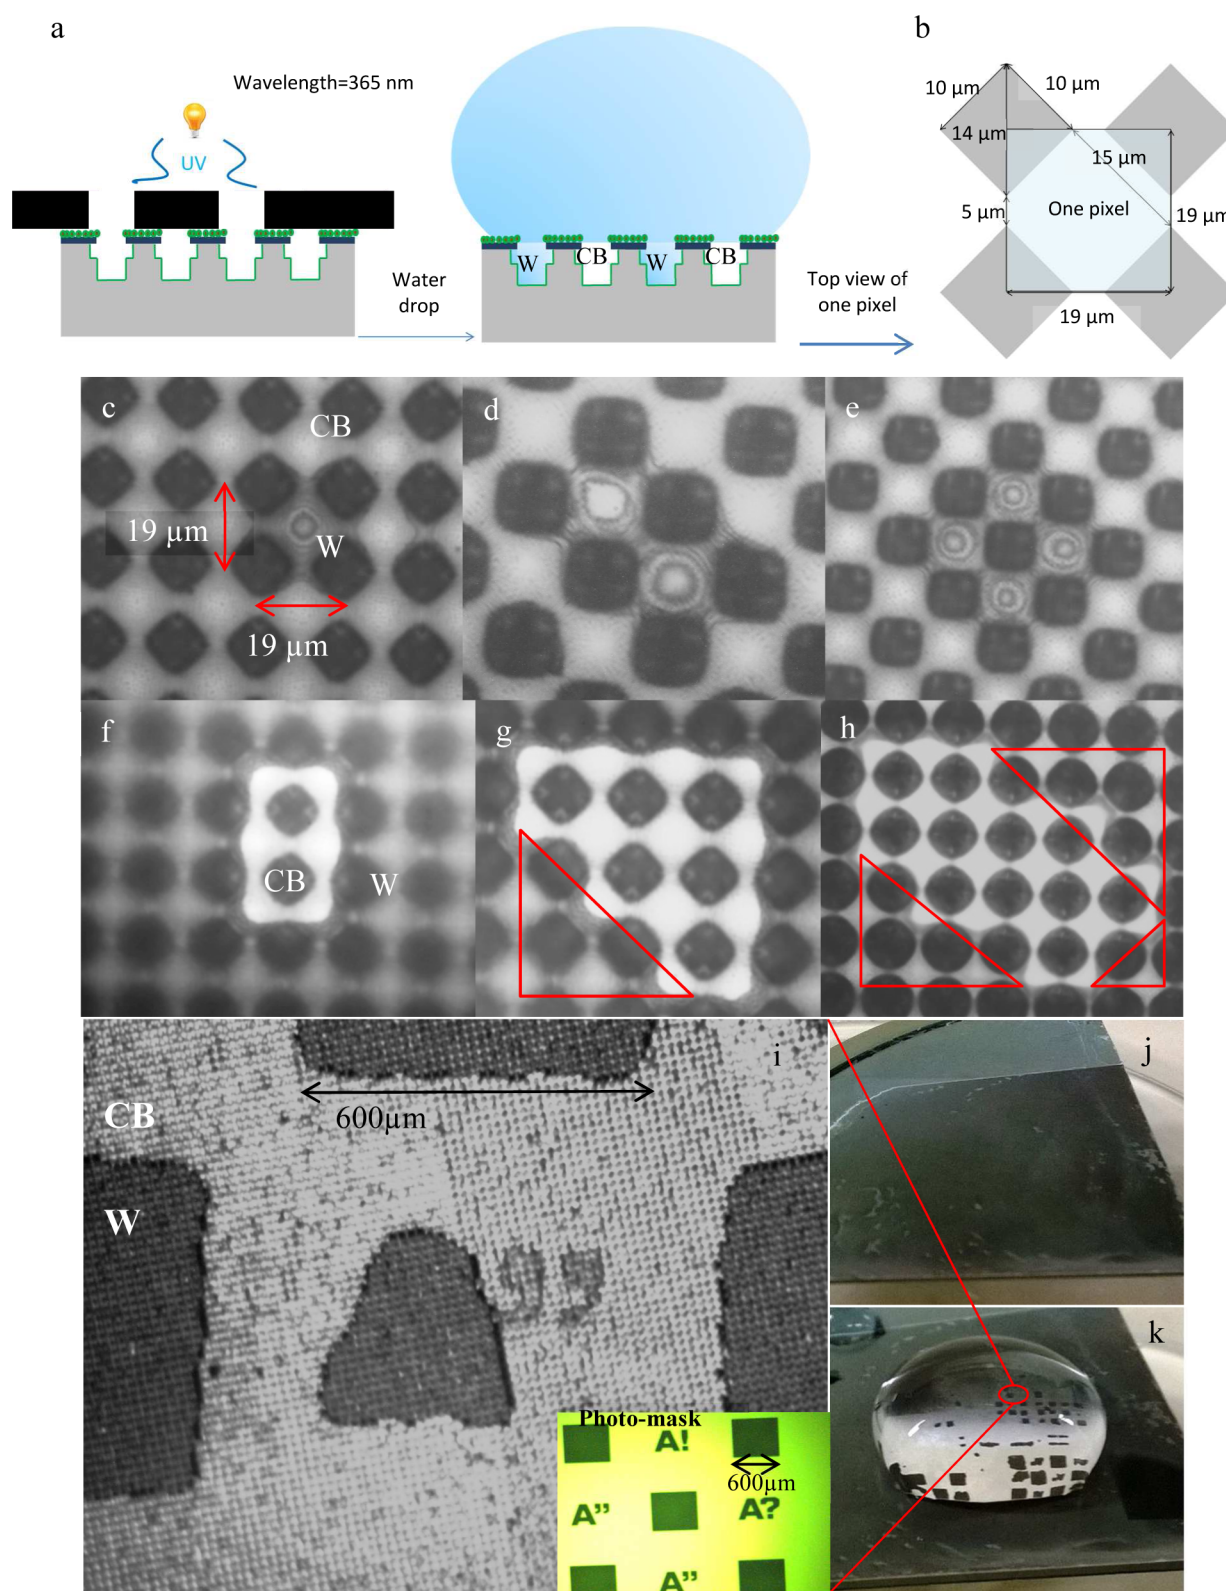 a
Wavelength=365 nm
UV
W
CB
W
CB
Water
drop
Top view of
one pixel
b
10 µm
10 µm
14 µm
15 µm
5 µm
One pixel
19 µm
19 µm
c
CB
19 µm
W
19 µm
d
e
f
CB
W
g
h
i
600µm
CB
W
Photo-mask
A!
600µm
A”
A?
A”
j
k